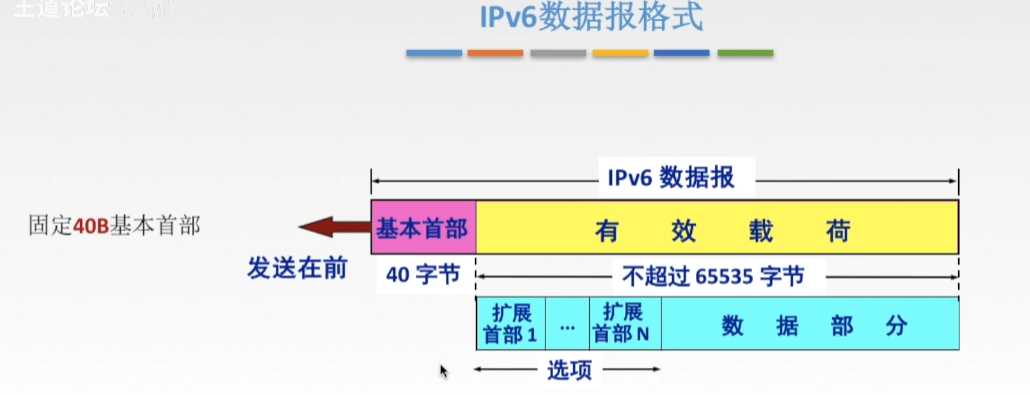 王道论坛
IPv6数据报格式
IPv6 数据报
固定40B基本首部
基本首部
有效载荷
发送在前
40 字节
不超过 65535 字节
扩展
首部 1
...
扩展
首部 N
数据部分
选项